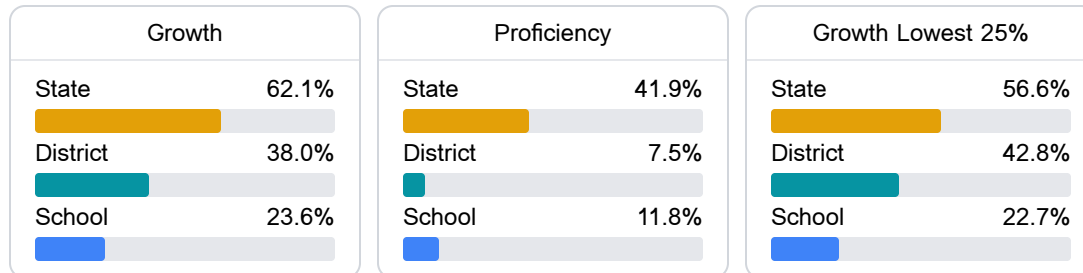 Growth
State 62.1%
District 38.0%
School 23.6%
Proficiency
State 41.9%
District 7.5%
School 11.8%
Growth Lowest 25%
State 56.6%
District 42.8%
School 22.7%